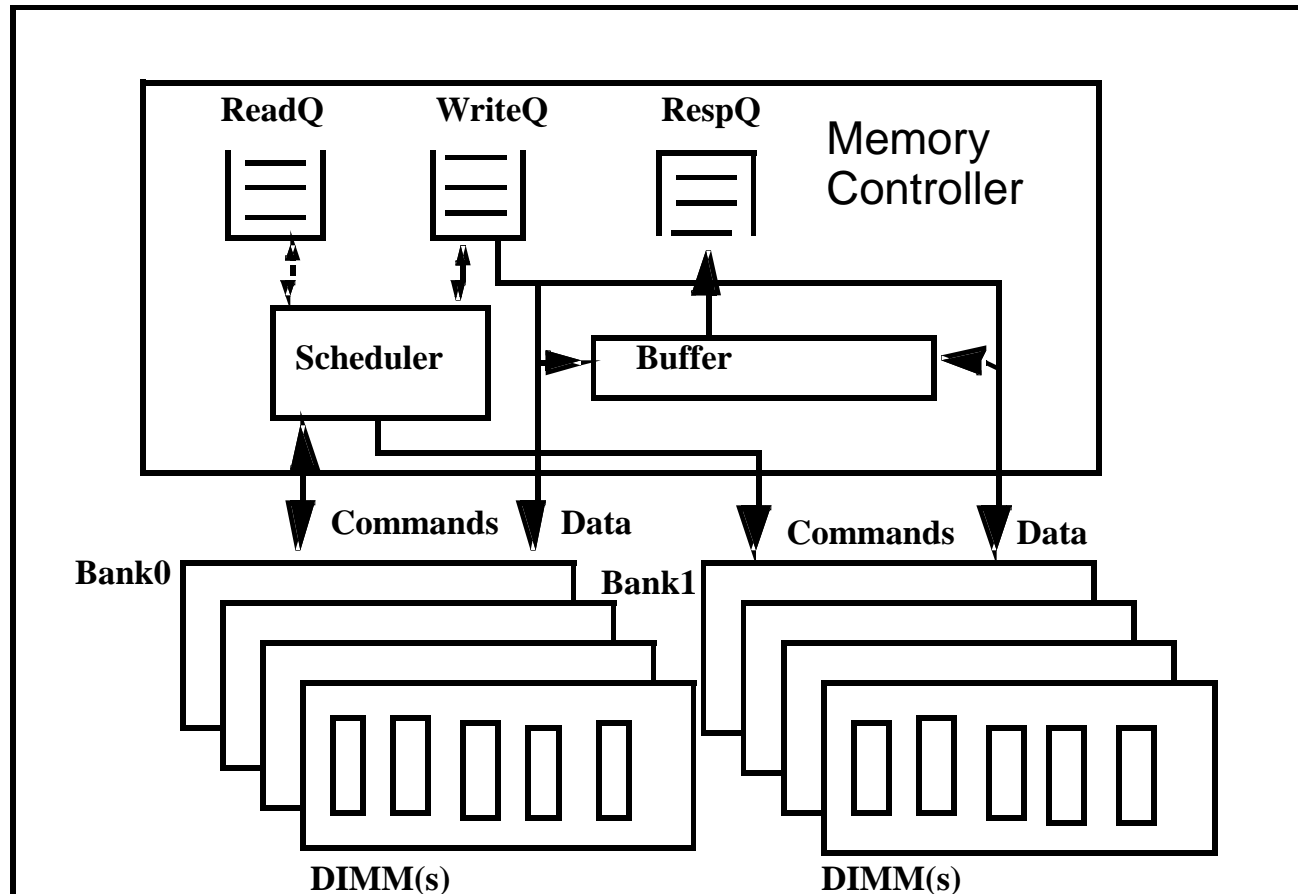 ReadQ
WriteQ
RespQ
Memory
Controller
Scheduler
Buffer
Commands
Data
Commands
Data
Bank0
Bank1
DIMM(s)
DIMM(s)